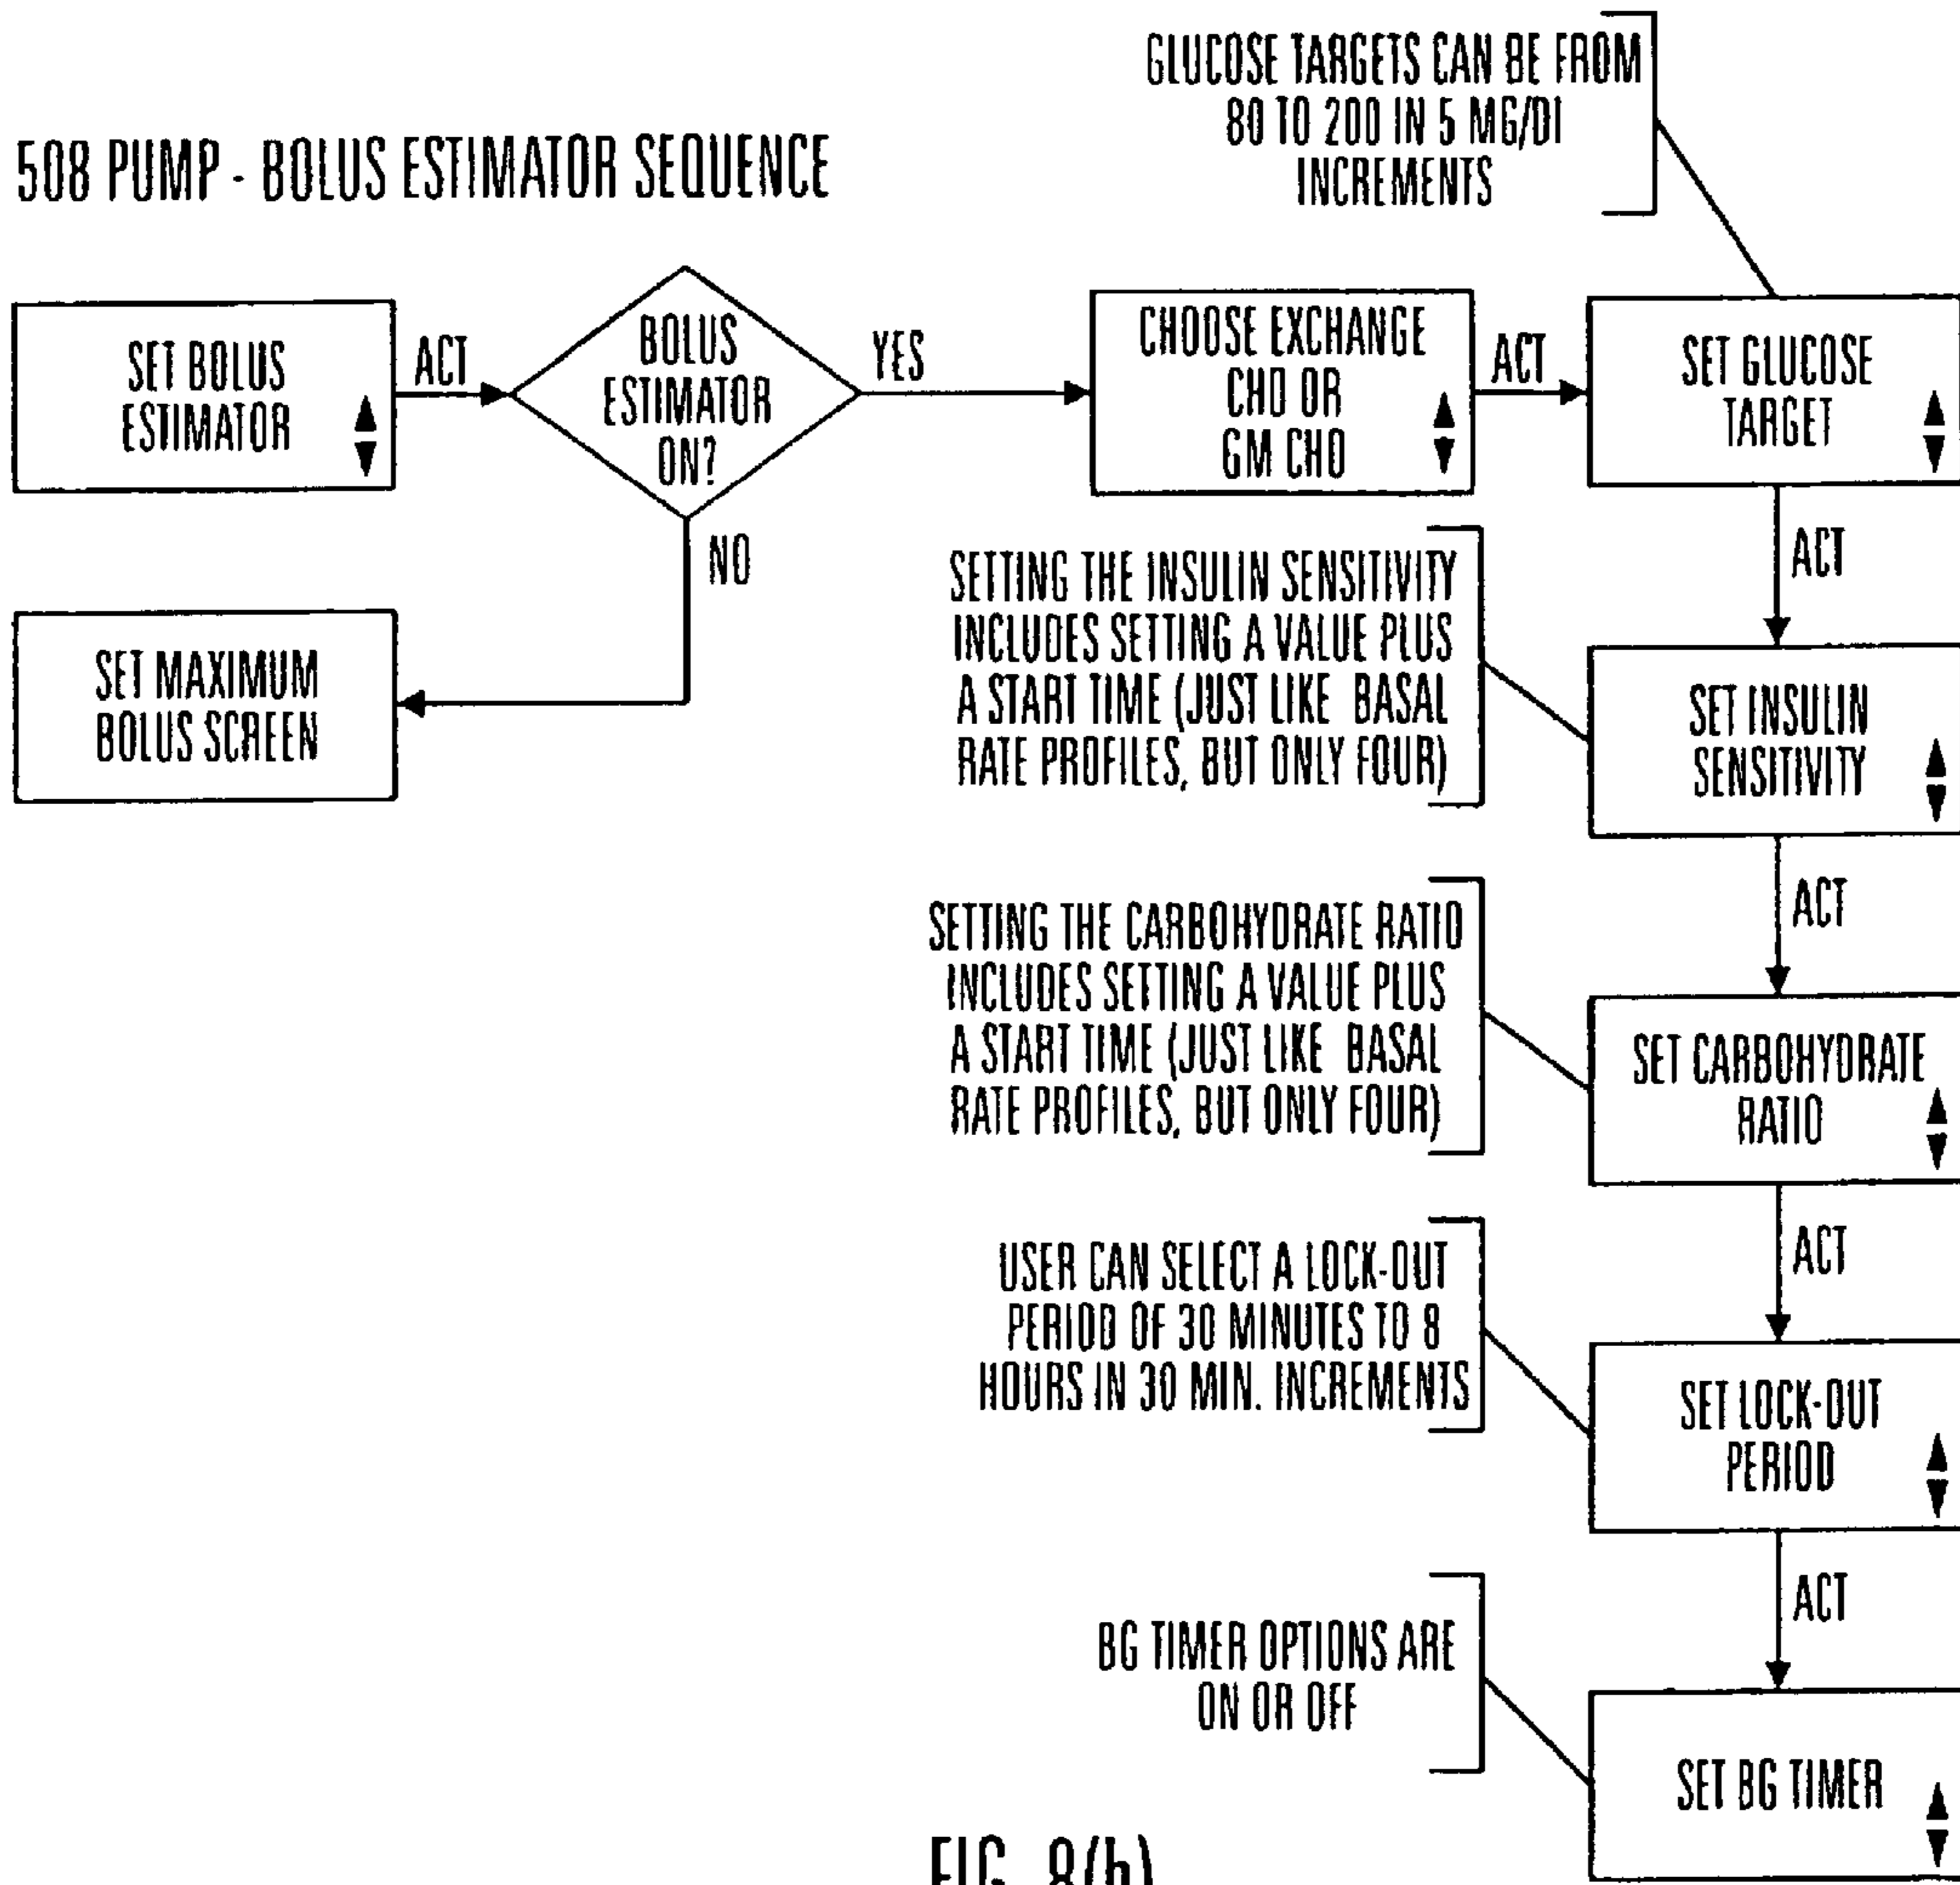 GLUCOSE TARGETS CAN BE FROM
80 TO 200 IN 5 MG/D1
INCREMENTS
508 PUMP - BOLUS ESTIMATOR SEQUENCE
SET BOLUS
ESTIMATOR
ACT
BOLUS
ESTIMATOR
ON?
YES
CHOOSE EXCHANGE
CHO OR
GM CHO
ACT
SET GLUCOSE
TARGET
NO
ACT
SET MAXIMUM
BOLUS SCREEN
SETTING THE INSULIN SENSITIVITY
INCLUDES SETTING A VALUE PLUS
A START TIME (JUST LIKE BASAL
RATE PROFILES, BUT ONLY FOUR)
SET INSULIN
SENSITIVITY
ACT
SETTING THE CARBOHYDRATE RATIO
INCLUDES SETTING A VALUE PLUS
A START TIME (JUST LIKE BASAL
RATE PROFILES, BUT ONLY FOUR)
SET CARBOHYDRATE
RATIO
ACT
USER CAN SELECT A LOCK-OUT
PERIOD OF 30 MINUTES TO 8
HOURS IN 30 MIN. INCREMENTS
SET LOCK-OUT
PERIOD
ACT
BG TIMER OPTIONS ARE
ON OR OFF
SET BG TIMER
FIG. 8(b)